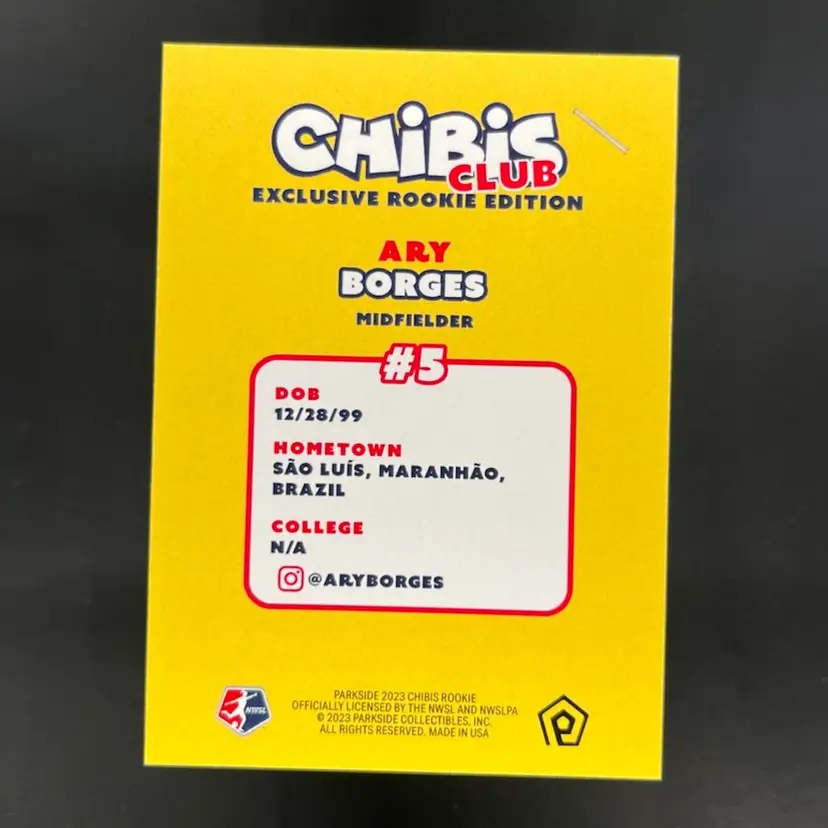 CHiBiS
CLUB
EXCLUSIVE ROOKIE EDITION
ARY
BORGES
MIDFIELDER
#5
DOB
12/28/99
HOMETOWN
SÃO LUÍS, MARANHÃO,
BRAZIL
COLLEGE
N/A
@ARYBORGES
NWSL
PARKSIDE 2023 CHIBIS ROOKIE
OFFICIALLY LICENSED BY THE NWSL AND NWSLPA
© 2023 PARKSIDE COLLECTIBLES, INC.
ALL RIGHTS RESERVED. MADE IN USA